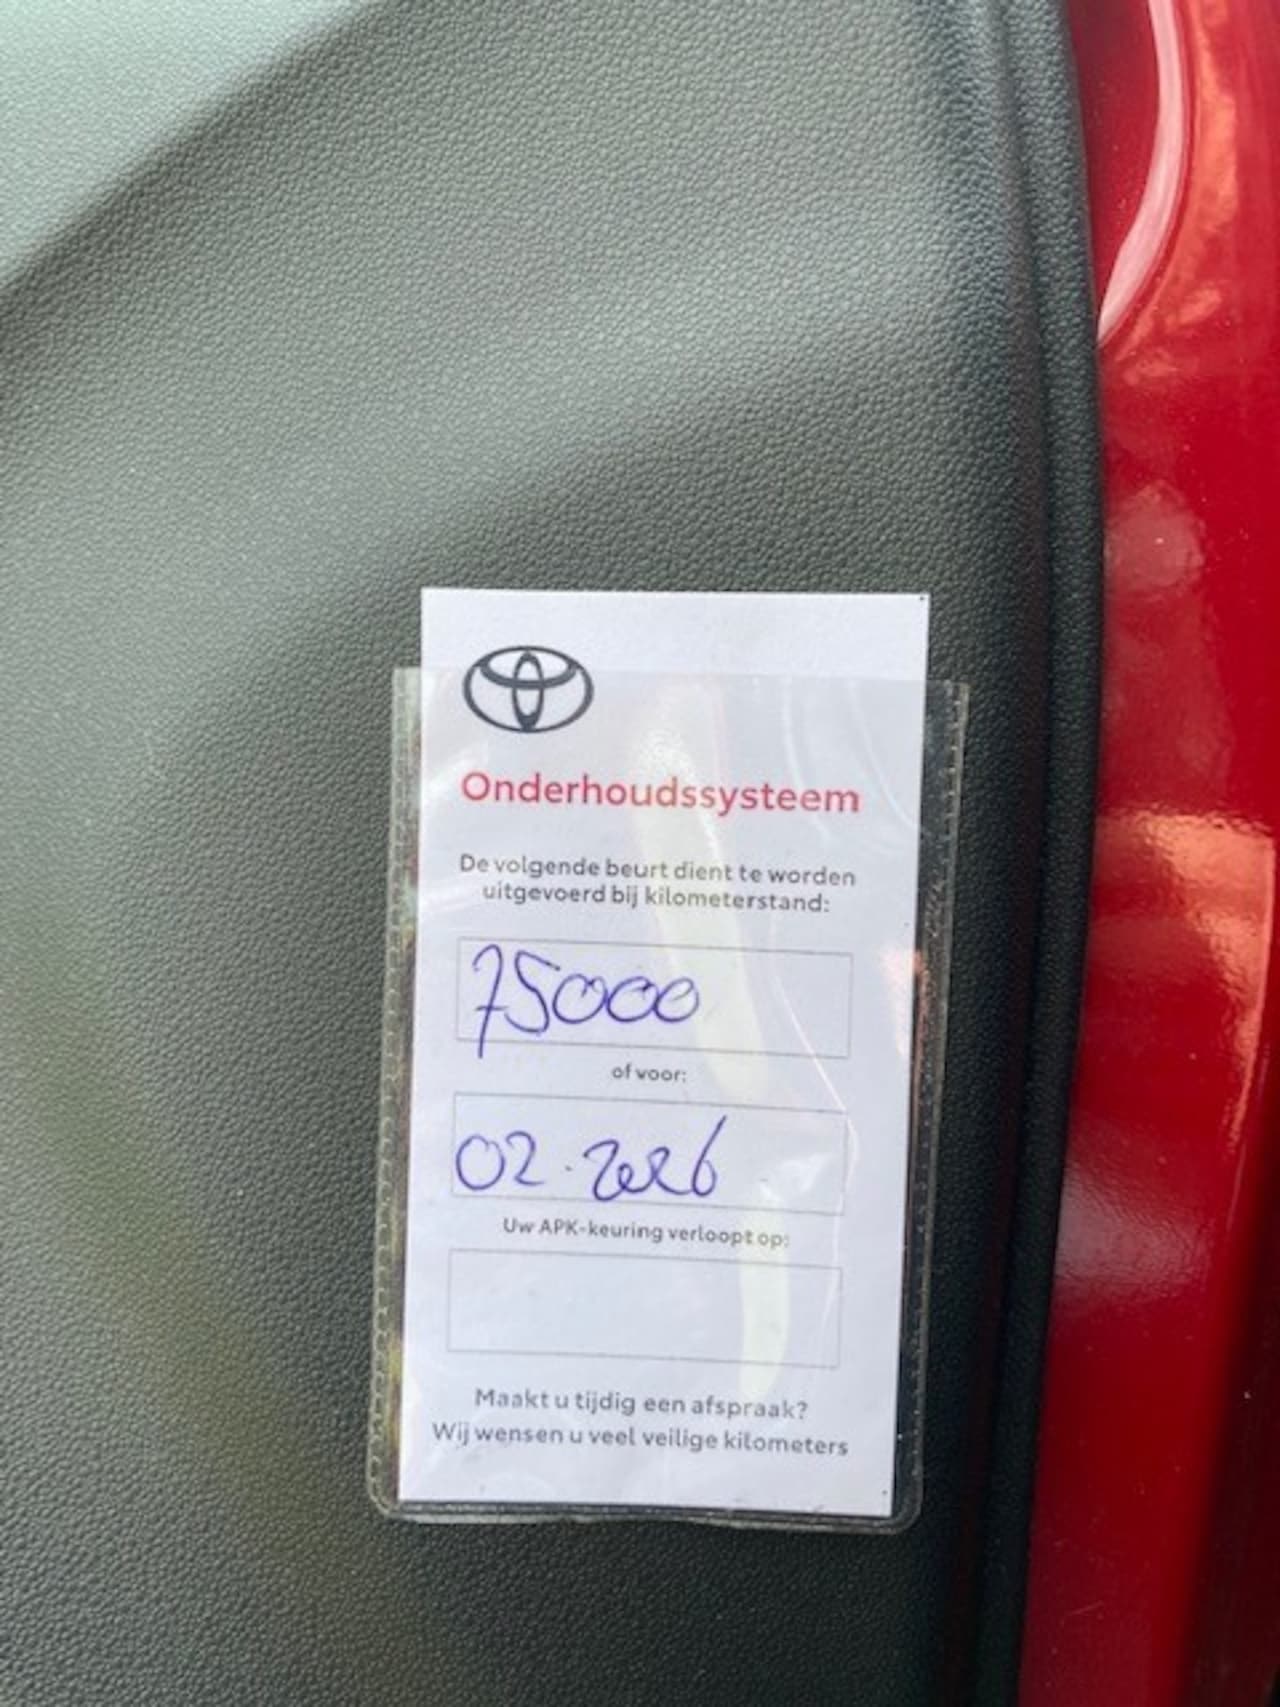 Onderhoudssysteem
De volgende beurt dient te worden
uitgevoerd bij kilometerstand:
75000
of voor:
02.2026
Uw APK-keuring verloopt op:
Maakt u tijdig een afspraak?
Wij wensen u veel veilige kilometers